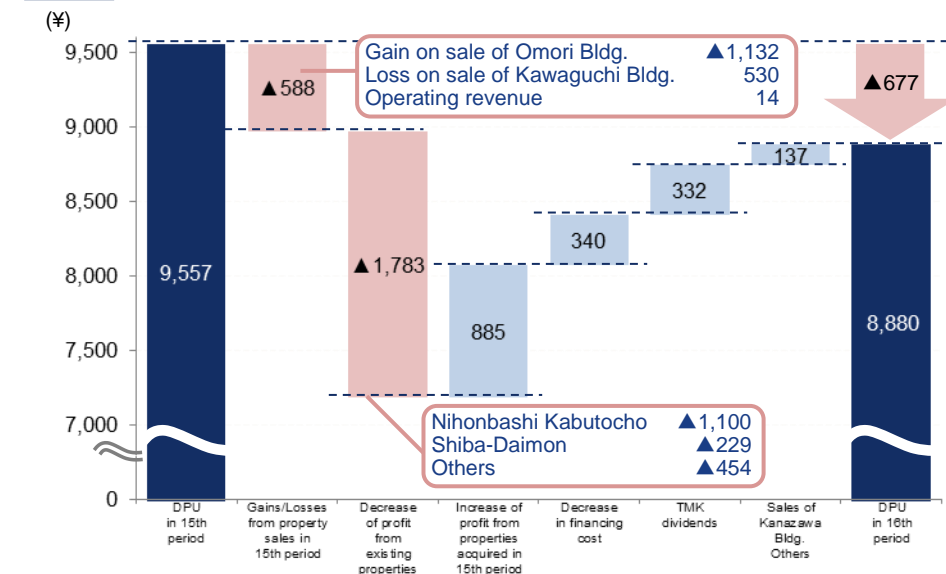 (¥)
9,500
9,000
8,500
8,000
7,500
7,000
0
9,557
▲588
▲1,783
885
340
332
137
8,880
▲677
Gain on sale of Omori Bldg. ▲1,132
Loss on sale of Kawaguchi Bldg. 530
Operating revenue 14
Nihonbashi Kabutocho ▲1,100
Shiba-Daimon ▲229
Others ▲454
DPU
in 15th
period
Gains/Losses
from property
sales in
15th period
Decrease
of profit
from
existing
properties
Increase of
profit from
properties
acquired in
15th period
Decrease
in financing
cost
TMK
dividends
Sales of
Kanazawa
Bldg.
Others
DPU
in 16th
period